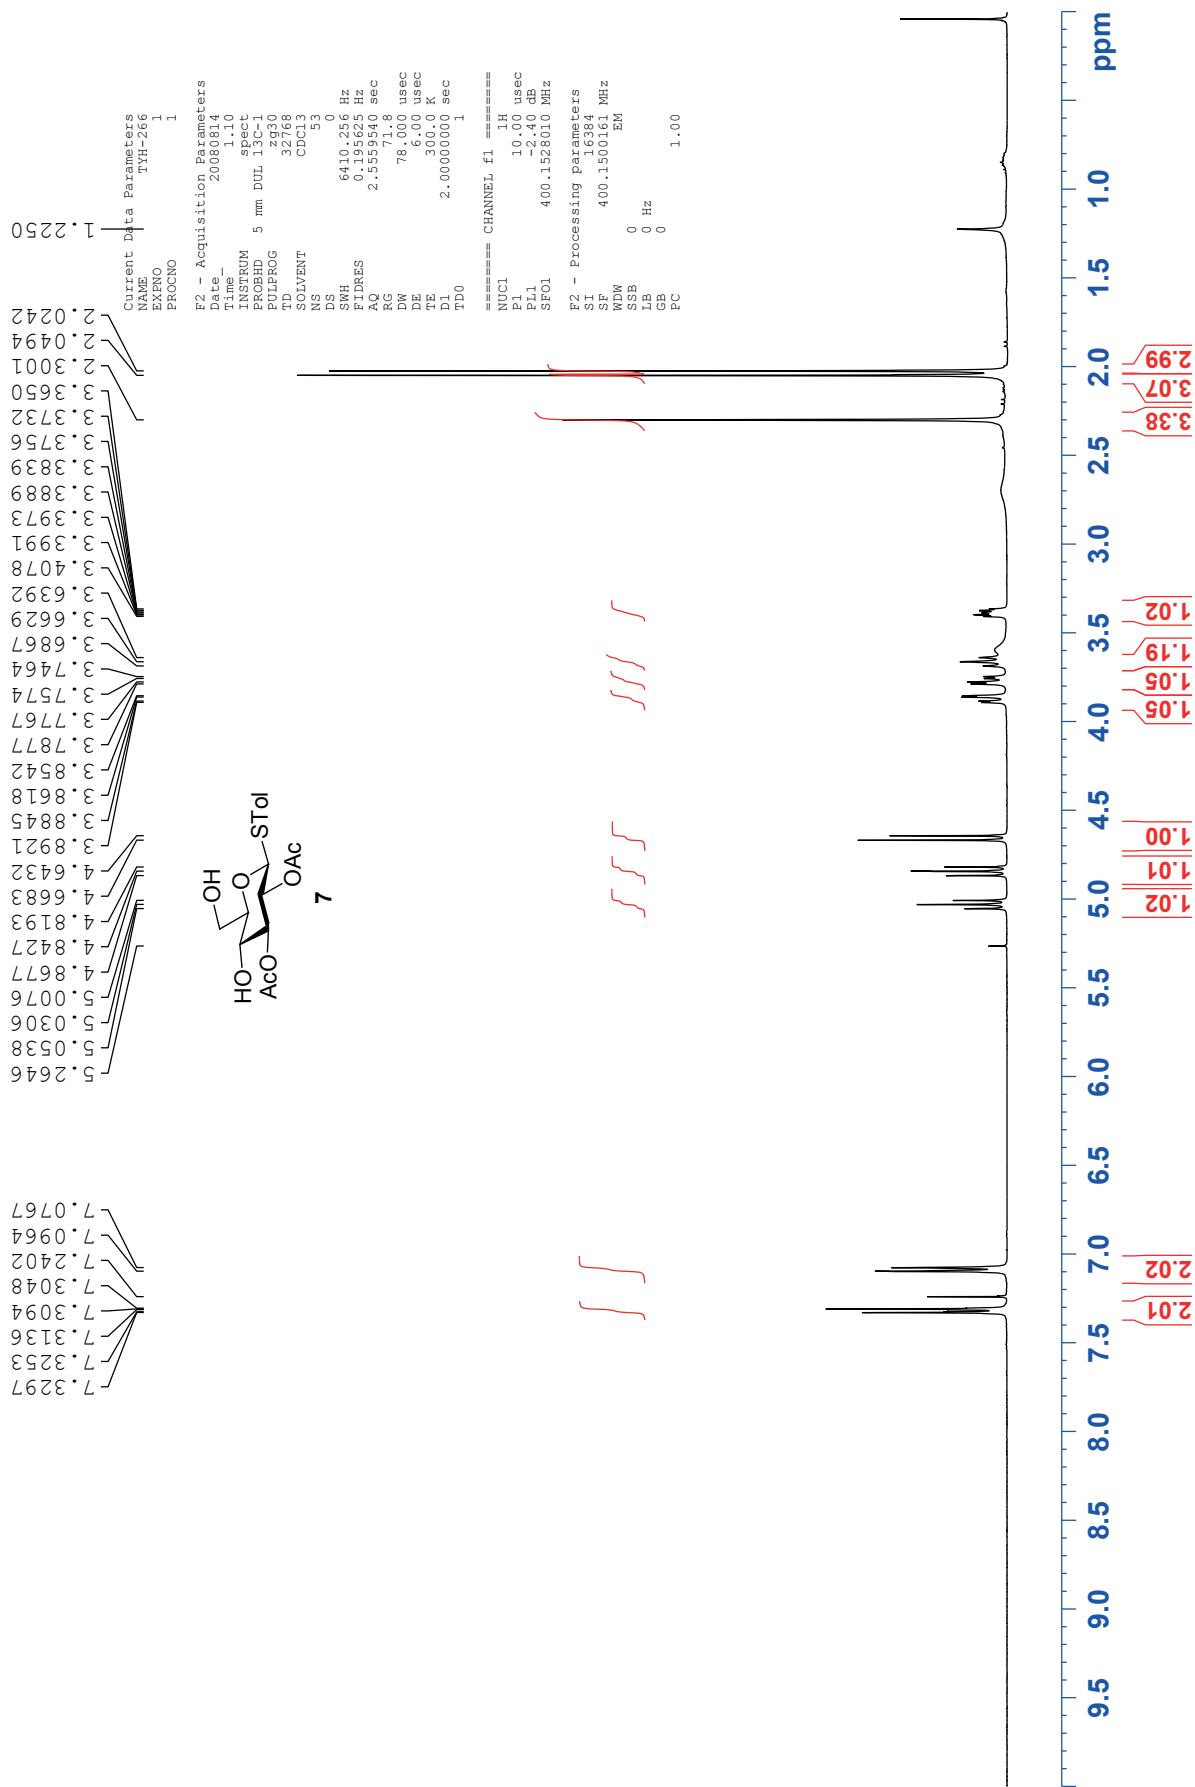 7.3297
7.3253
7.3136
7.3094
7.3048
7.2402
7.0964
7.0767
5.2646
5.0538
5.0306
5.0076
4.8677
4.8427
4.8193
4.6683
4.6432
3.8921
3.8845
3.8618
3.8542
3.7877
3.7767
3.7574
3.7464
3.6867
3.6629
3.6392
3.4078
3.3991
3.3973
3.3889
3.3839
3.3756
3.3732
3.3650
2.3001
2.0494
2.0242
1.2250
Current Data Parameters
NAME TYH-266
EXPNO 1
PROCNO 1
F2 - Acquisition Parameters
Date_ 20080814
Time 1.10
INSTRUM spect
PROBHD 5 mm DUL 13C-1
PULPROG zg30
TD 32768
SOLVENT CDCl3
NS 53
DS 0
SWH 6410.256 Hz
FIDRES 0.195625 Hz
AQ 2.5559540 sec
RG 71.8
DW 78.000 usec
DE 6.00 usec
TE 300.0 K
D1 2.00000000 sec
TD0 1
======== CHANNEL f1 ========
NUC1 1H
P1 10.00 usec
PL1 -2.40 dB
SFO1 400.1528010 MHz
F2 - Processing parameters
SI 16384
SF 400.1500161 MHz
WDW EM
SSB 0
LB 0 Hz
GB 0
PC 1.00
OH
HO
O
AcO
STol
OAc
7
9.5 9.0 8.5 8.0 7.5 7.0 6.5 6.0 5.5 5.0 4.5 4.0 3.5 3.0 2.5 2.0 1.5 1.0 ppm
2.01
2.02
1.02
1.01
1.00
1.05
1.05
1.19
1.02
3.38
3.07
2.99